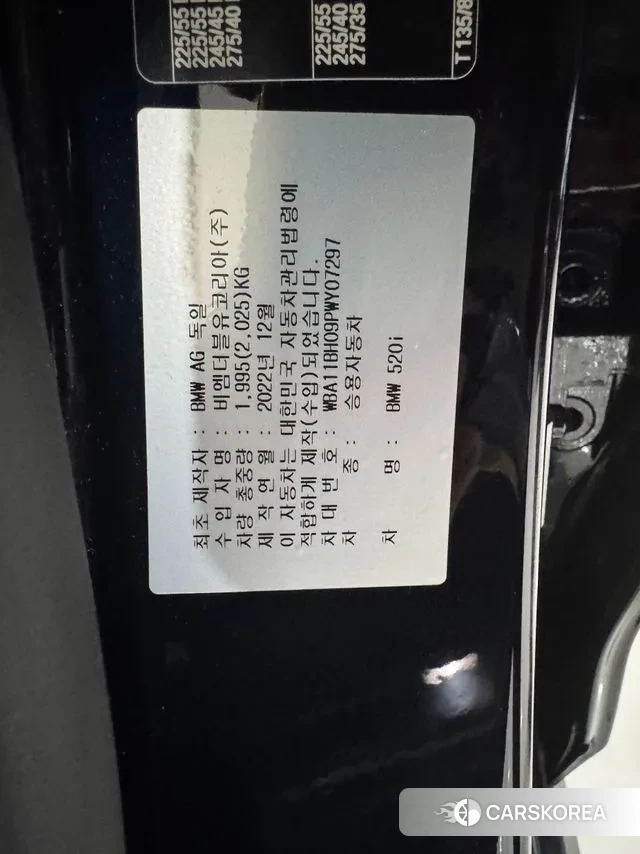 225/55
225/55
245/45
275/40
225/55
245/40
275/35
T135/8
최초 제작자 : BMW AG 독일
수 입 자 명 : 비엠더블유코리아(주)
차량 총중량 : 1,995(2,025)KG
제 작 연 월 : 2022년 12월
이 자동차는 대한민국 자동차관리법령에
적합하게 제작(수입)되었습니다.
차 대 번 호 : WBA11BH09PWY07297
차 종 : 승용자동차
차 명 : BMW 520i
CARSKOREA